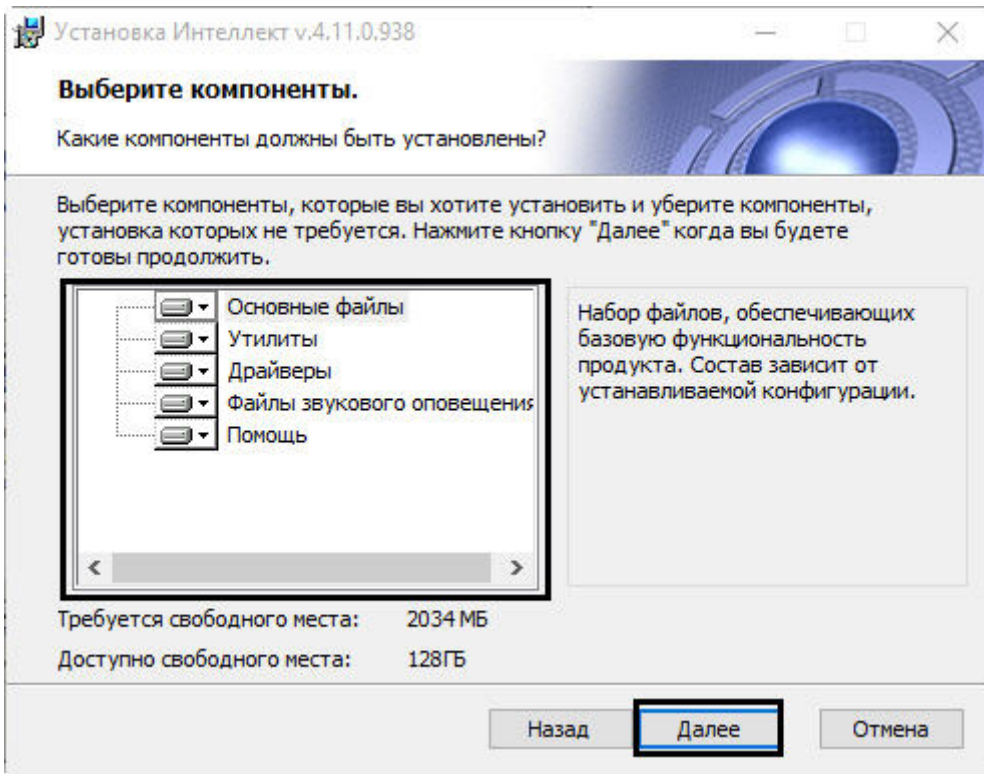 Установка Интеллект v.4.11.0.938
Выберите компоненты.
Какие компоненты должны быть установлены?
Выберите компоненты, которые вы хотите установить и уберите компоненты,
установка которых не требуется. Нажмите кнопку "Далее" когда вы будете
готовы продолжить.
Основные файлы
Утилиты
Драйверы
Файлы звукового оповещения
Помощь
Набор файлов, обеспечивающих
базовую функциональность
продукта. Состав зависит от
устанавливаемой конфигурации.
Требуется свободного места: 2034 МБ
Доступно свободного места: 128ГБ
Назад Далее Отмена